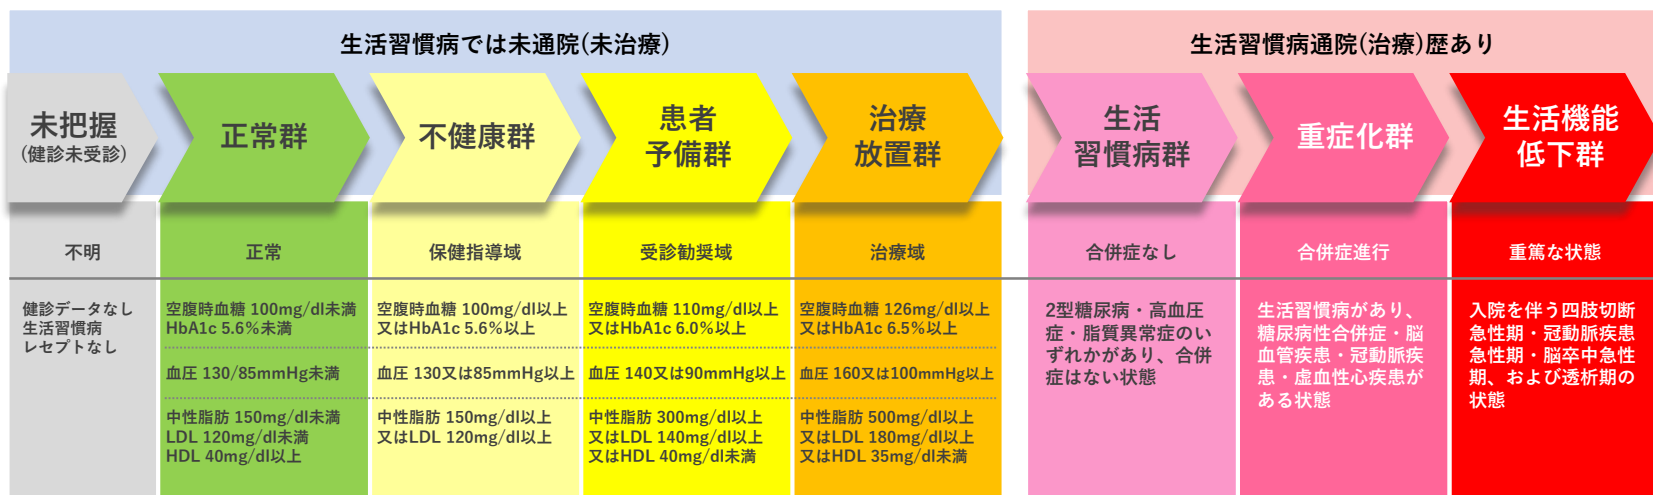 生活習慣病では未通院(未治療)
生活習慣病通院(治療)歴あり
未把握
(健診未受診)
正常群
不健康群
患者
予備群
治療
放置群
生活
習慣病群
重症化群
生活機能
低下群
不明
正常
保健指導域
受診勧奨域
治療域
合併症なし
合併症進行
重篤な状態
健診データなし
生活習慣病
レセプトなし
空腹時血糖 100mg/dl未満
HbA1c 5.6%未満
血圧 130/85mmHg未満
中性脂肪 150mg/dl未満
LDL 120mg/dl未満
HDL 40mg/dl以上
空腹時血糖 100mg/dl以上
又はHbA1c 5.6%以上
血圧 130又は85mmHg以上
中性脂肪 150mg/dl以上
又はLDL 120mg/dl以上
空腹時血糖 110mg/dl以上
又はHbA1c 6.0%以上
血圧 140又は90mmHg以上
中性脂肪 300mg/dl以上
又はLDL 140mg/dl以上
又はHDL 40mg/dl未満
空腹時血糖 126mg/dl以上
又はHbA1c 6.5%以上
血圧 160又は100mmHg以上
中性脂肪 500mg/dl以上
又はLDL 180mg/dl以上
又はHDL 35mg/dl未満
2型糖尿病・高血圧
症・脂質異常症のい
ずれかがあり、合併
症はない状態
生活習慣病があり、
糖尿病性合併症・脳
血管疾患・冠動脈疾
患・虚血性心疾患が
ある状態
入院を伴う四肢切断
急性期・冠動脈疾患
急性期・脳卒中急性
期、および透析期の
状態